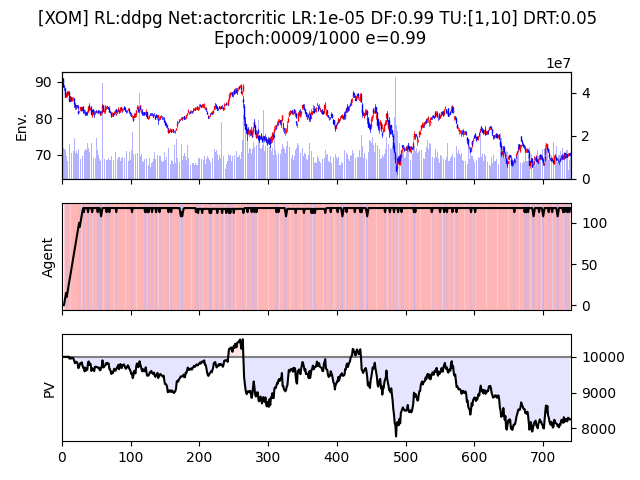 [XOM] RL:ddpg Net:actorcritic LR:1e-05 DF:0.99 TU:[1,10] DRT:0.05
Epoch:0009/1000 e=0.99
1e7
90
80
70
Env.
4
2
0
Agent
100
50
0
PV
10000
9000
8000
0 100 200 300 400 500 600 700